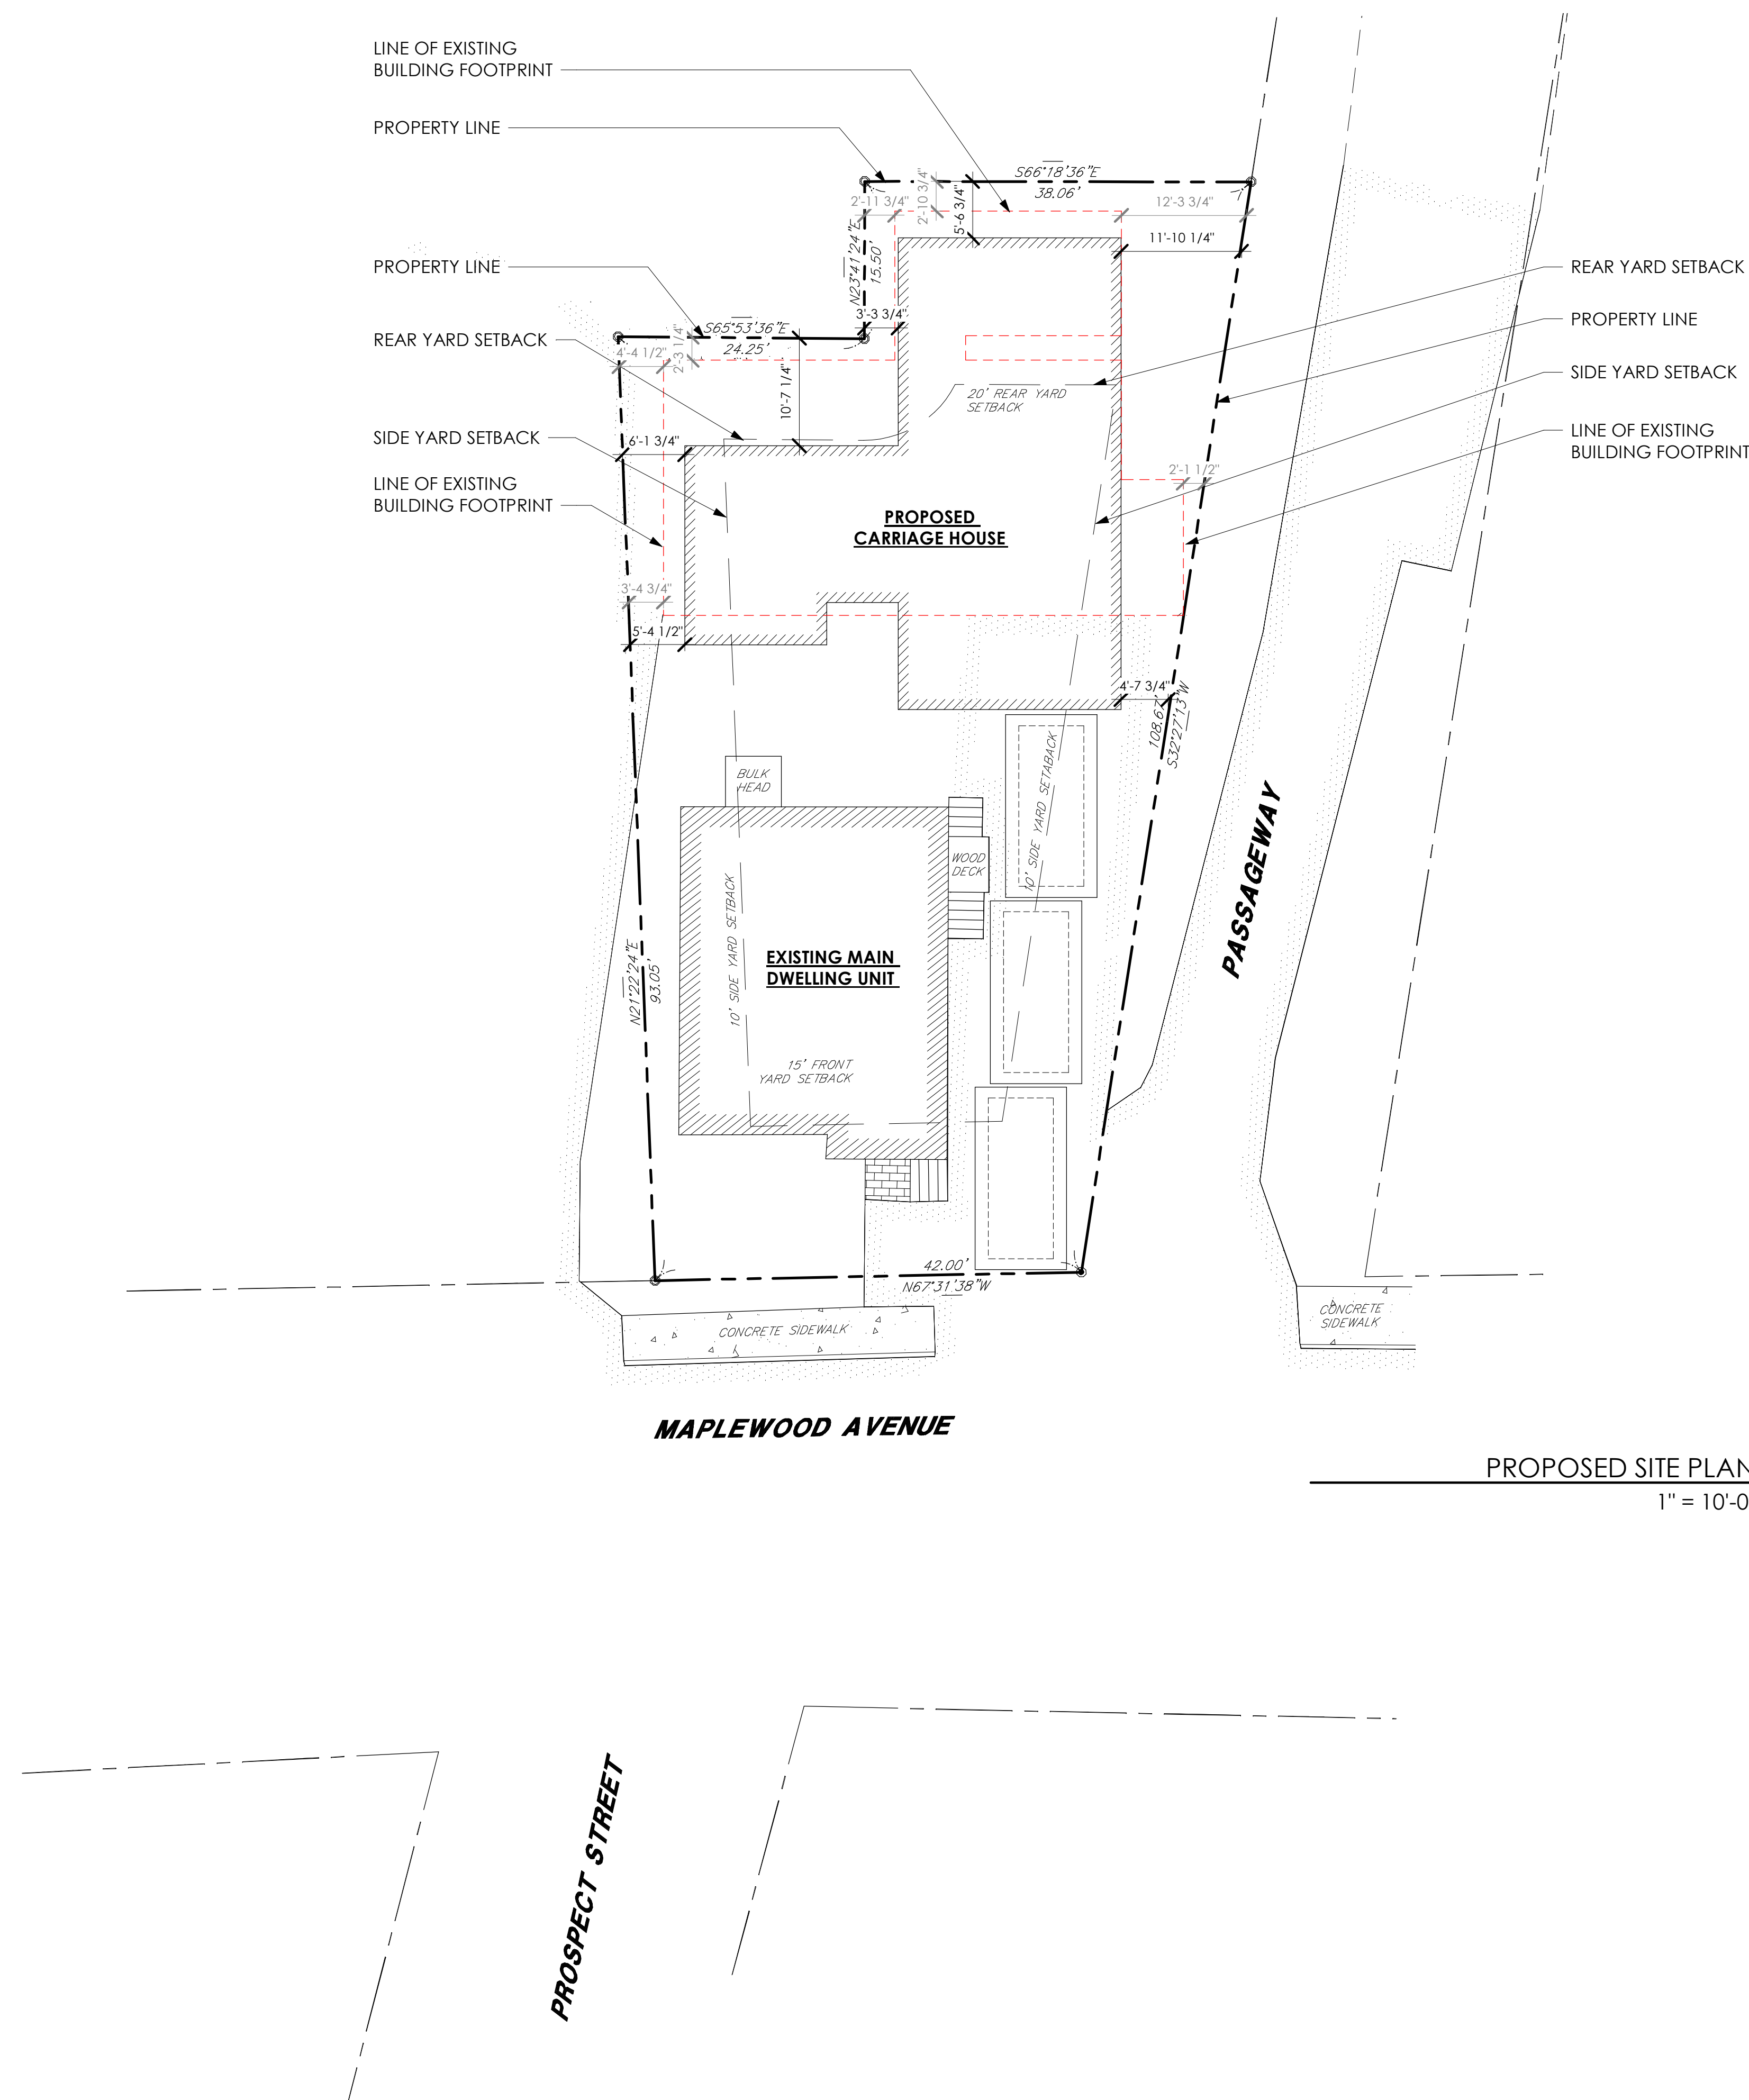 LINE OF EXISTING
BUILDING FOOTPRINT
PROPERTY LINE
S66°18'36"E
38.06'
2'-10 3/4"
5'-6 3/4"
2'-11 3/4"
12'-3 3/4"
11'-10 1/4"
N23°41'24"E
15.50'
PROPERTY LINE
REAR YARD SETBACK
3'-3 3/4"
S65°53'36"E
24.25'
PROPERTY LINE
REAR YARD SETBACK
4'-4 1/2"
2'-3 1/4"
10'-7 1/4"
20' REAR YARD
SETBACK
SIDE YARD SETBACK
SIDE YARD SETBACK
6'-1 3/4"
LINE OF EXISTING
BUILDING FOOTPRINT
2'-1 1/2"
LINE OF EXISTING
BUILDING FOOTPRINT
PROPOSED
CARRIAGE HOUSE
3'-4 3/4"
5'-4 1/2"
4'-7 3/4"
108.67'
S32°27'13"W
BULK
HEAD
10' SIDE YARD SETABACK
WOOD
DECK
PASSAGEWAY
10' SIDE YARD SETBACK
EXISTING MAIN
DWELLING UNIT
N21°22'24"E
93.05'
15' FRONT
YARD SETBACK
42.00'
N67°31'38"W
CONCRETE SIDEWALK
CONCRETE
SIDEWALK
MAPLEWOOD AVENUE
PROPOSED SITE PLAN
1" = 10'-0
PROSPECT STREET